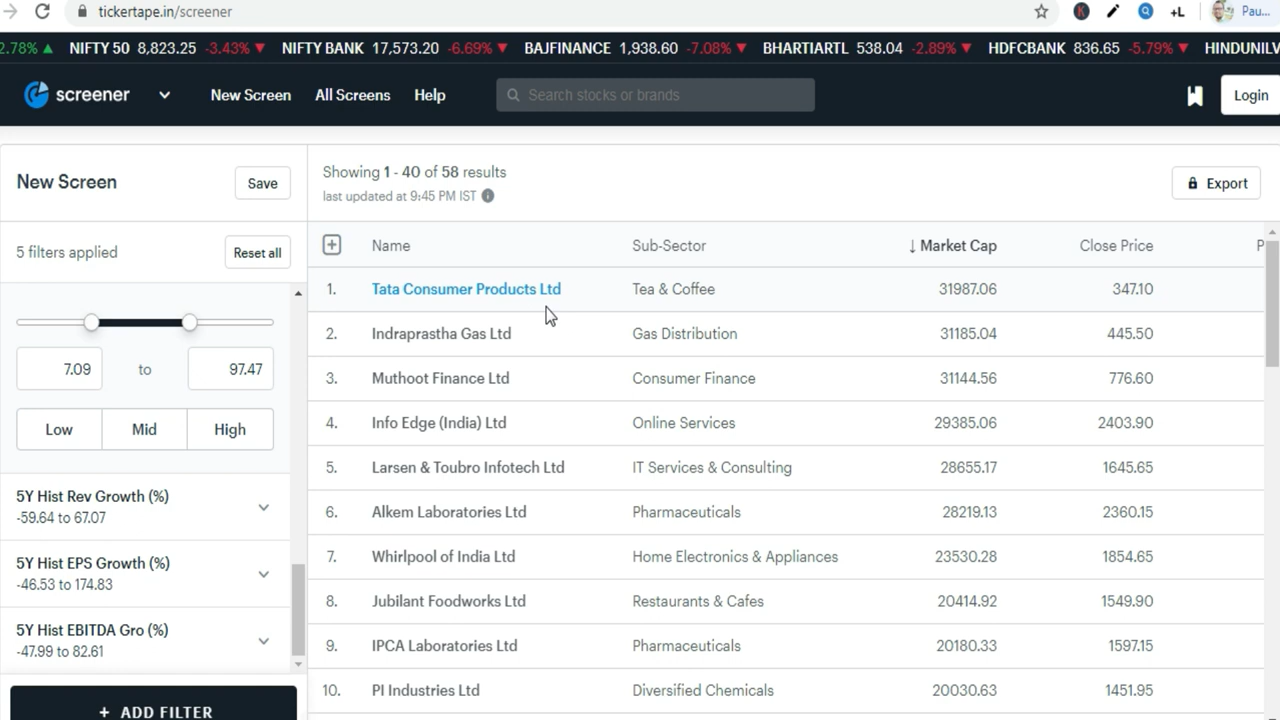 tickertape.in/screener
+L
Pau...
2.78% ▲ NIFTY 50 8,823.25 -3.43% ▼ NIFTY BANK 17,573.20 -6.69% ▼ BAJFINANCE 1,938.60 -7.08% ▼ BHARTIARTL 538.04 -2.89% ▼ HDFCBANK 836.65 -5.79% ▼ HINDUNILV
screener New Screen All Screens Help Search stocks or brands Login
New Screen Save
5 filters applied Reset all
7.09 to 97.47
Low Mid High
5Y Hist Rev Growth (%)
-59.64 to 67.07
5Y Hist EPS Growth (%)
-46.53 to 174.83
5Y Hist EBITDA Gro (%)
-47.99 to 82.61
+ ADD FILTER
Showing 1 - 40 of 58 results
last updated at 9:45 PM IST
Export
Name Sub-Sector ↓ Market Cap Close Price P
1. Tata Consumer Products Ltd Tea & Coffee 31987.06 347.10
2. Indraprastha Gas Ltd Gas Distribution 31185.04 445.50
3. Muthoot Finance Ltd Consumer Finance 31144.56 776.60
4. Info Edge (India) Ltd Online Services 29385.06 2403.90
5. Larsen & Toubro Infotech Ltd IT Services & Consulting 28655.17 1645.65
6. Alkem Laboratories Ltd Pharmaceuticals 28219.13 2360.15
7. Whirlpool of India Ltd Home Electronics & Appliances 23530.28 1854.65
8. Jubilant Foodworks Ltd Restaurants & Cafes 20414.92 1549.90
9. IPCA Laboratories Ltd Pharmaceuticals 20180.33 1597.15
10. PI Industries Ltd Diversified Chemicals 20030.63 1451.95